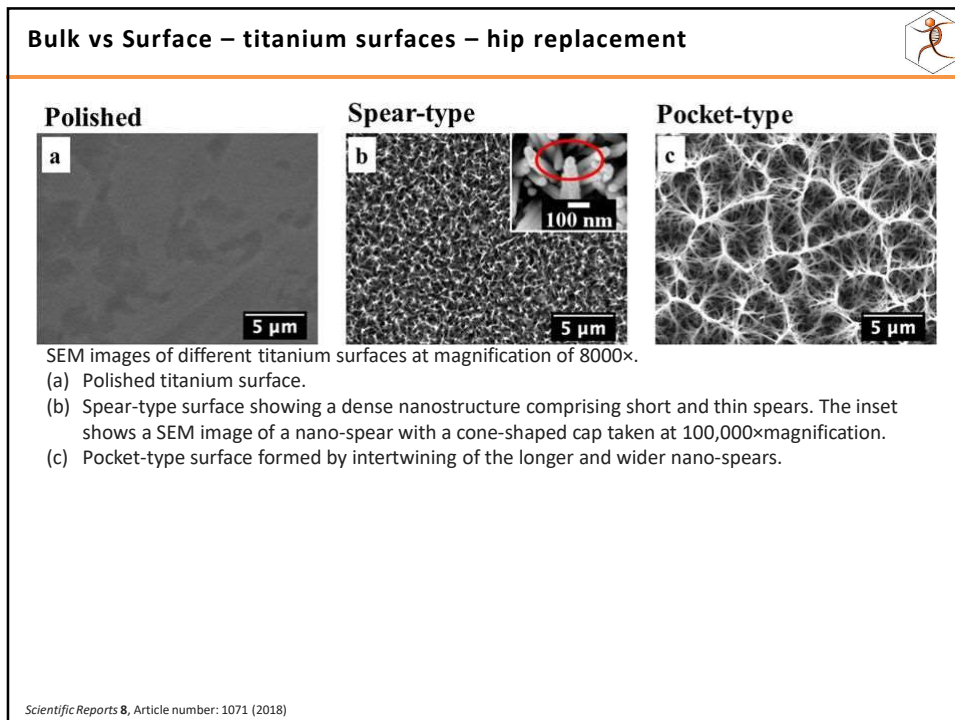 Bulk vs Surface – titanium surfaces – hip replacement
Polished
Spear-type
Pocket-type
a
b
c
100 nm
5 µm
5 µm
5 µm
SEM images of different titanium surfaces at magnification of 8000×.
(a) Polished titanium surface.
(b) Spear-type surface showing a dense nanostructure comprising short and thin spears. The inset
shows a SEM image of a nano-spear with a cone-shaped cap taken at 100,000×magnification.
(c) Pocket-type surface formed by intertwining of the longer and wider nano-spears.
Scientific Reports 8, Article number: 1071 (2018)